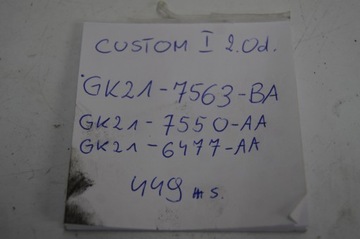 CUSTOM I 2.0d.
GK21-7563-BA
GK21-7550-AA
GK21-6477-AA
449 ms.